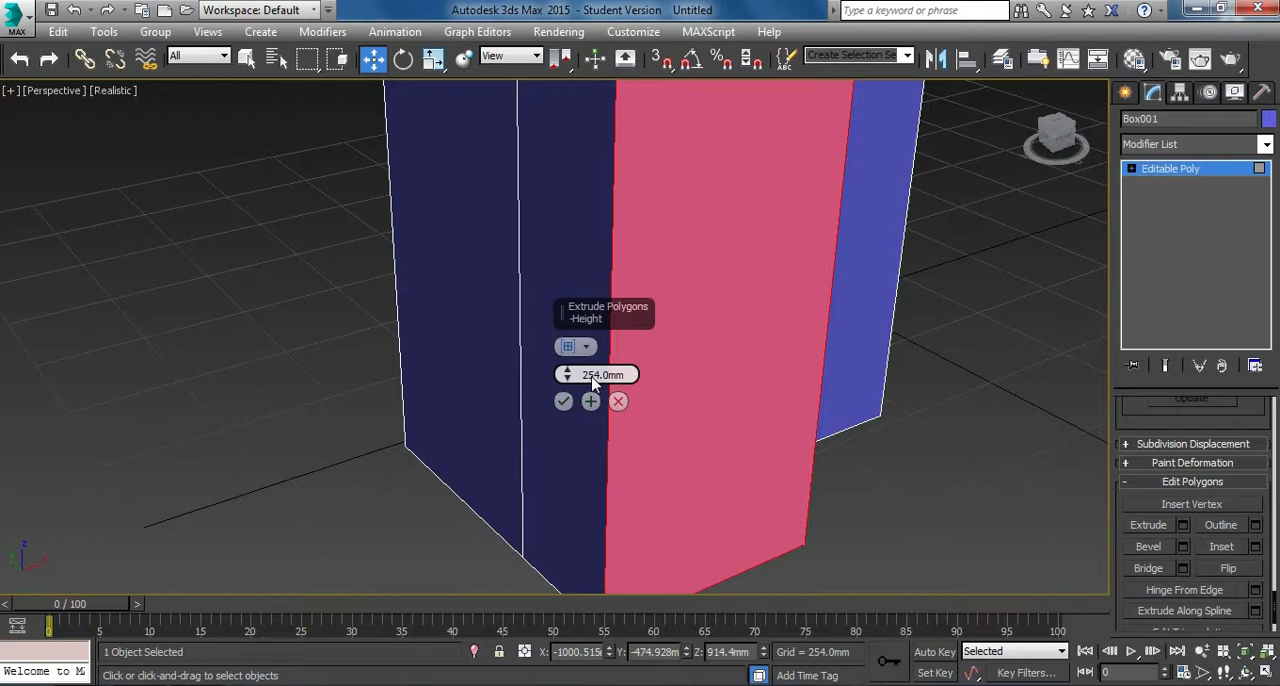 Workspace: Default
Autodesk 3ds Max 2015 - Student Version Untitled
Type a keyword or phrase
MAX
Edit Tools Group Views Create Modifiers Animation Graph Editors Rendering Customize MAXScript Help
All
View
3
Create Selection Se
[+] [Perspective ] [Realistic ]
Box001
Modifier List
Editable Poly
Extrude Polygons
-Height
254.0mm
Update
+ Subdivision Displacement
+ Paint Deformation
- Edit Polygons
Insert Vertex
Extrude Outline
Bevel Inset
Bridge Flip
Hinge From Edge
Extrude Along Spline
z
0 / 100
0 5 10 15 20 25 30 35 40 45 50 55 60 65 70 75 80 85 90 95 100
1 Object Selected
X: -1000.515m Y: -474.928m Z: 914.4mm Grid = 254.0mm
Auto Key Selected
Welcome to M
Click or click-and-drag to select objects
Add Time Tag
Set Key Key Filters...
0